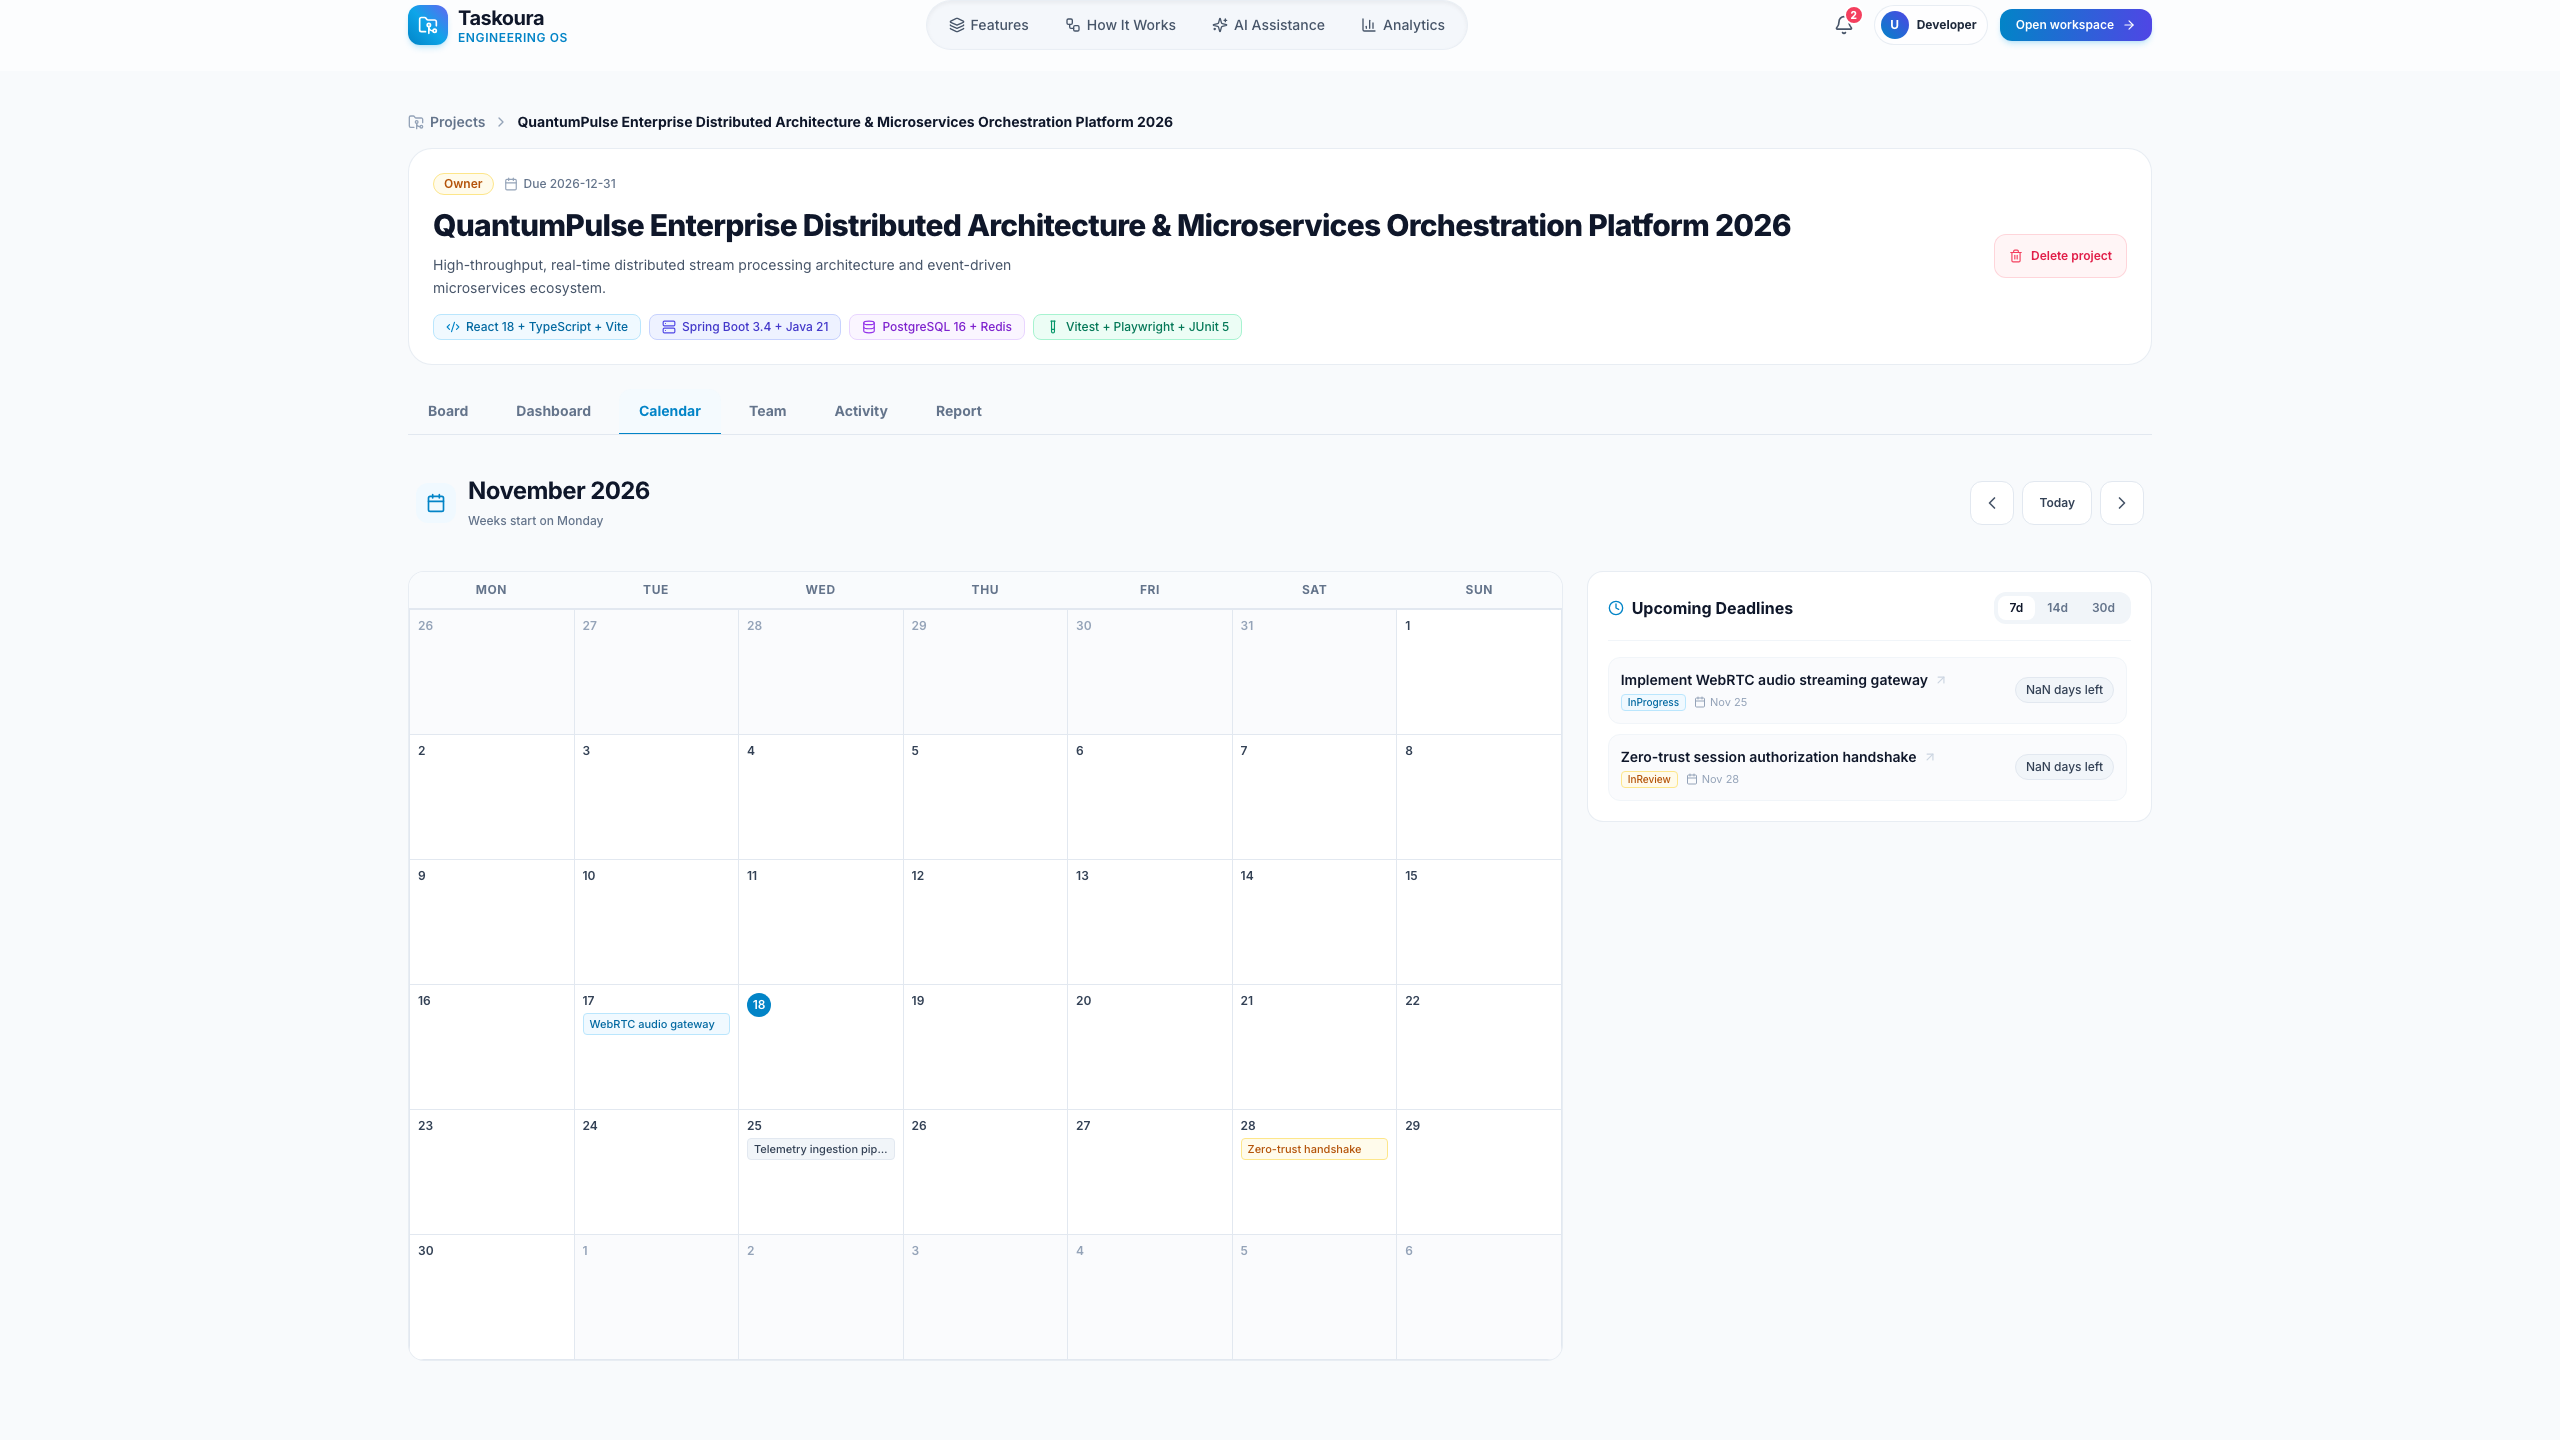 Taskoura
ENGINEERING OS
Features
How It Works
AI Assistance
Analytics
2
U
Developer
Open workspace
Projects
QuantumPulse Enterprise Distributed Architecture & Microservices Orchestration Platform 2026
Owner
Due 2026-12-31
QuantumPulse Enterprise Distributed Architecture & Microservices Orchestration Platform 2026
High-throughput, real-time distributed stream processing architecture and event-driven
microservices ecosystem.
Delete project
React 18 + TypeScript + Vite
Spring Boot 3.4 + Java 21
PostgreSQL 16 + Redis
Vitest + Playwright + JUnit 5
Board
Dashboard
Calendar
Team
Activity
Report
November 2026
Weeks start on Monday
Today
MON TUE WED THU FRI SAT SUN
26 27 28 29 30 31 1
2 3 4 5 6 7 8
9 10 11 12 13 14 15
16 17 18 19 20 21 22
WebRTC audio gateway
23 24 25 26 27 28 29
Telemetry ingestion pip...
Zero-trust handshake
30 1 2 3 4 5 6
Upcoming Deadlines
7d
14d
30d
Implement WebRTC audio streaming gateway
InProgress
Nov 25
NaN days left
Zero-trust session authorization handshake
InReview
Nov 28
NaN days left